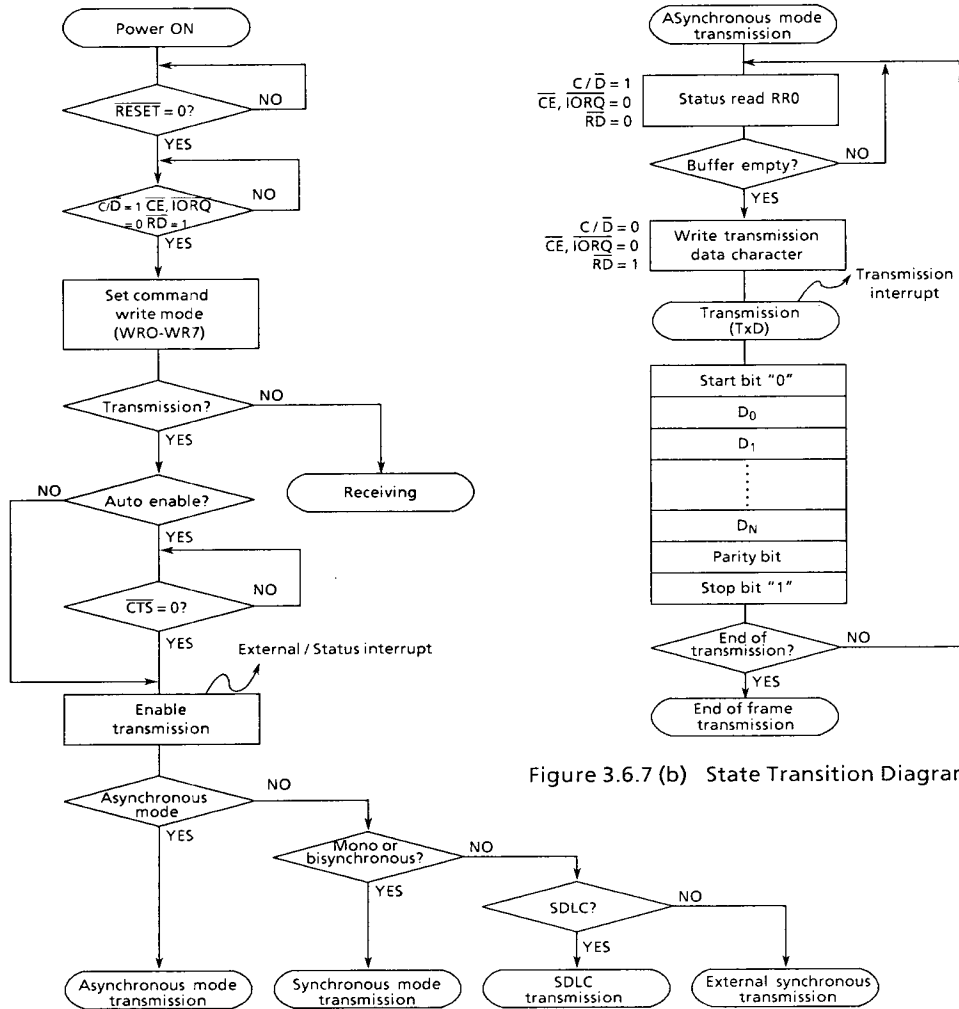 Power ON
RESET = 0?
NO
YES
C/D = 1 CE, IORQ
= 0 RD = 1
NO
YES
Set command
write mode
(WRO-WR7)
Transmission?
NO
YES
Receiving
NO
Auto enable?
YES
CTS = 0?
NO
YES
External / Status interrupt
Enable
transmission
Asynchronous
mode
NO
YES
Mono or
bisynchronous?
NO
YES
SDLC?
NO
YES
Asynchronous mode
transmission
Synchronous mode
transmission
SDLC
transmission
External synchronous
transmission
ASynchronous mode
transmission
C / D = 1
CE, IORQ = 0
RD = 0
Status read RR0
Buffer empty?
NO
YES
C / D = 0
CE, IORQ = 0
RD = 1
Write transmission
data character
Transmission
interrupt
Transmission
(TxD)
Start bit "0"
D0
D1
DN
Parity bit
Stop bit "1"
End of
transmission?
NO
YES
End of frame
transmission
Figure 3.6.7 (b) State Transition Diagram